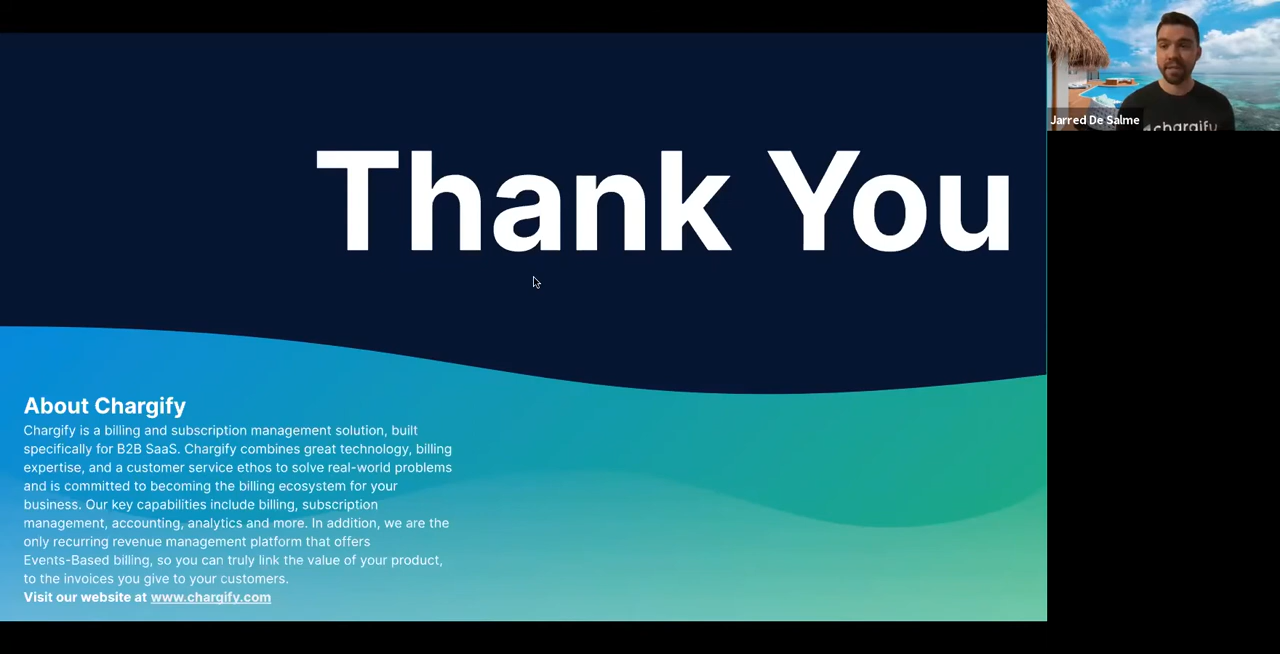 Thank You
Jarred De Salme
chargify
About Chargify
Chargify is a billing and subscription management solution, built
specifically for B2B SaaS. Chargify combines great technology, billing
expertise, and a customer service ethos to solve real-world problems
and is committed to becoming the billing ecosystem for your
business. Our key capabilities include billing, subscription
management, accounting, analytics and more. In addition, we are the
only recurring revenue management platform that offers
Events-Based billing, so you can truly link the value of your product,
to the invoices you give to your customers.
Visit our website at www.chargify.com